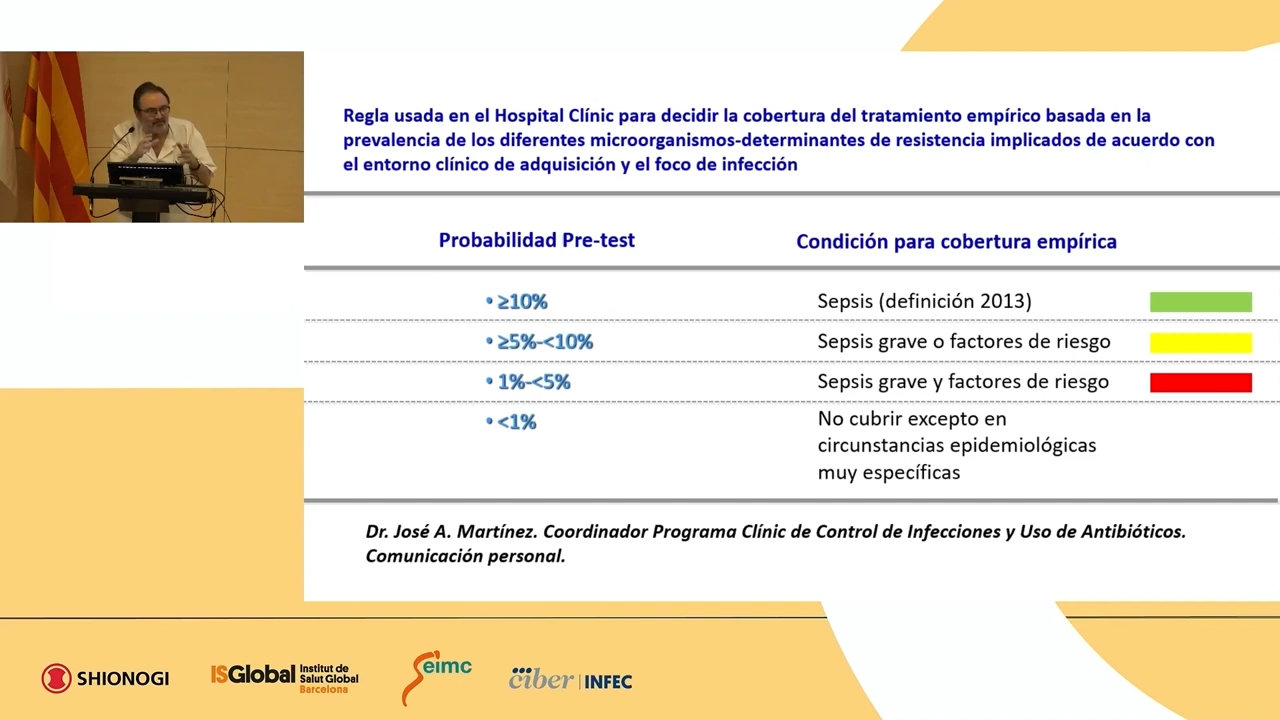 Regla usada en el Hospital Clínic para decidir la cobertura del tratamiento empírico basada en la
prevalencia de los diferentes microorganismos-determinantes de resistencia implicados de acuerdo con
el entorno clínico de adquisición y el foco de infección
Probabilidad Pre-test
Condición para cobertura empírica
• ≥10%
Sepsis (definición 2013)
• ≥5%-<10%
Sepsis grave o factores de riesgo
• 1%-<5%
Sepsis grave y factores de riesgo
• <1%
No cubrir excepto en
circunstancias epidemiológicas
muy específicas
Dr. José A. Martínez. Coordinador Programa Clínic de Control de Infecciones y Uso de Antibióticos.
Comunicación personal.
SHIONOGI
ISGlobal
Institut de
Salut Global
Barcelona
Seimc
ciber | INFEC